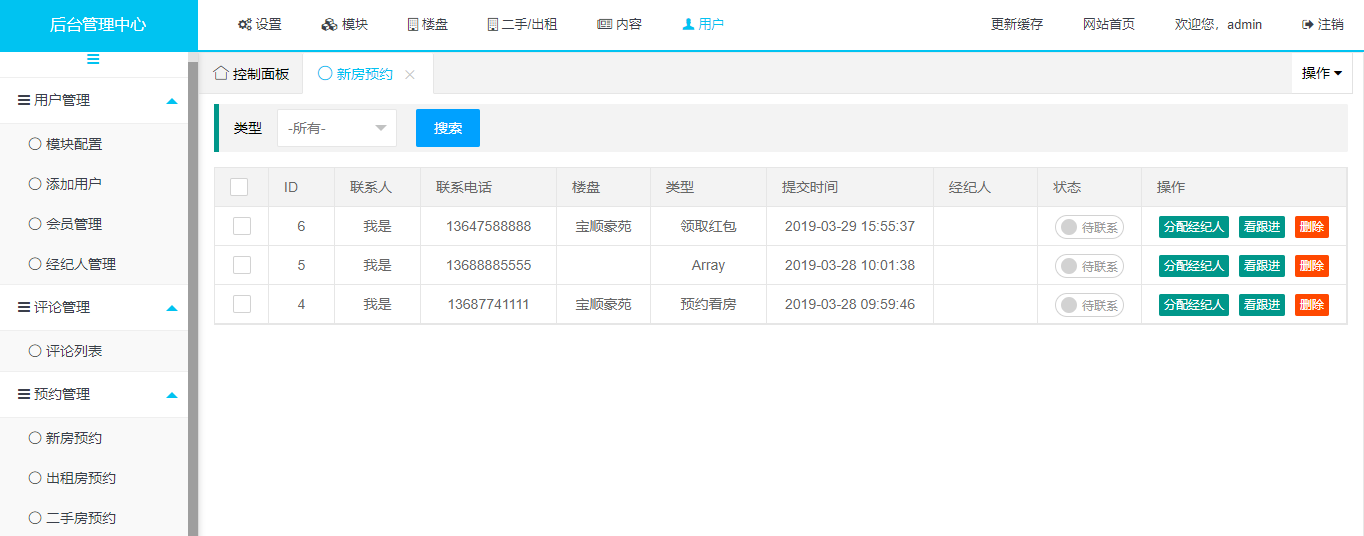 后台管理中心 设置 模块 楼盘 二手/出租 内容 用户 更新缓存 网站首页 欢迎您，admin 注销
控制面板 新房预约 操作
用户管理
模块配置
添加用户
会员管理
经纪人管理
评论管理
评论列表
预约管理
新房预约
出租房预约
二手房预约
类型 -所有- 搜索
ID 联系人 联系电话 楼盘 类型 提交时间 经纪人 状态 操作
6 我是 13647588888 宝顺豪苑 领取红包 2019-03-29 15:55:37 待联系 分配经纪人 看跟进 删除
5 我是 13688885555 Array 2019-03-28 10:01:38 待联系 分配经纪人 看跟进 删除
4 我是 13687741111 宝顺豪苑 预约看房 2019-03-28 09:59:46 待联系 分配经纪人 看跟进 删除